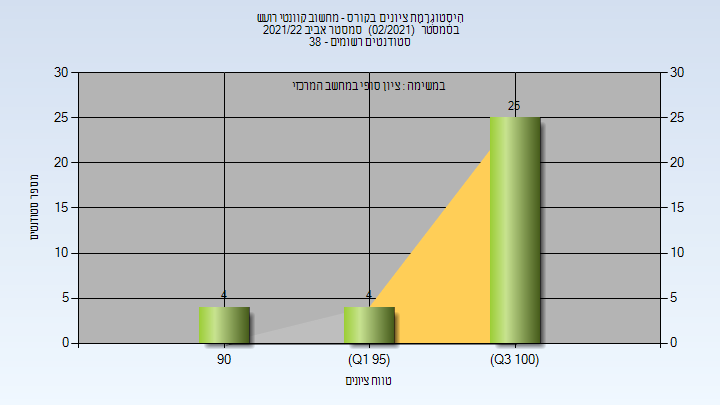 היסטוגרמת ציונים בקורס - מחשוב קוונטי רועש
בסמסטר (02/2021) סמסטר אביב 2021/22
סטודנטים רשומים - 38
במשימה : ציון סופי במחשב המרכזי
30 30
25 25
20 20
15 15
10 10
5 5
0 0
25
4 4
מספר סטודנטים
90 (Q1 95) (Q3 100)
טווח ציונים